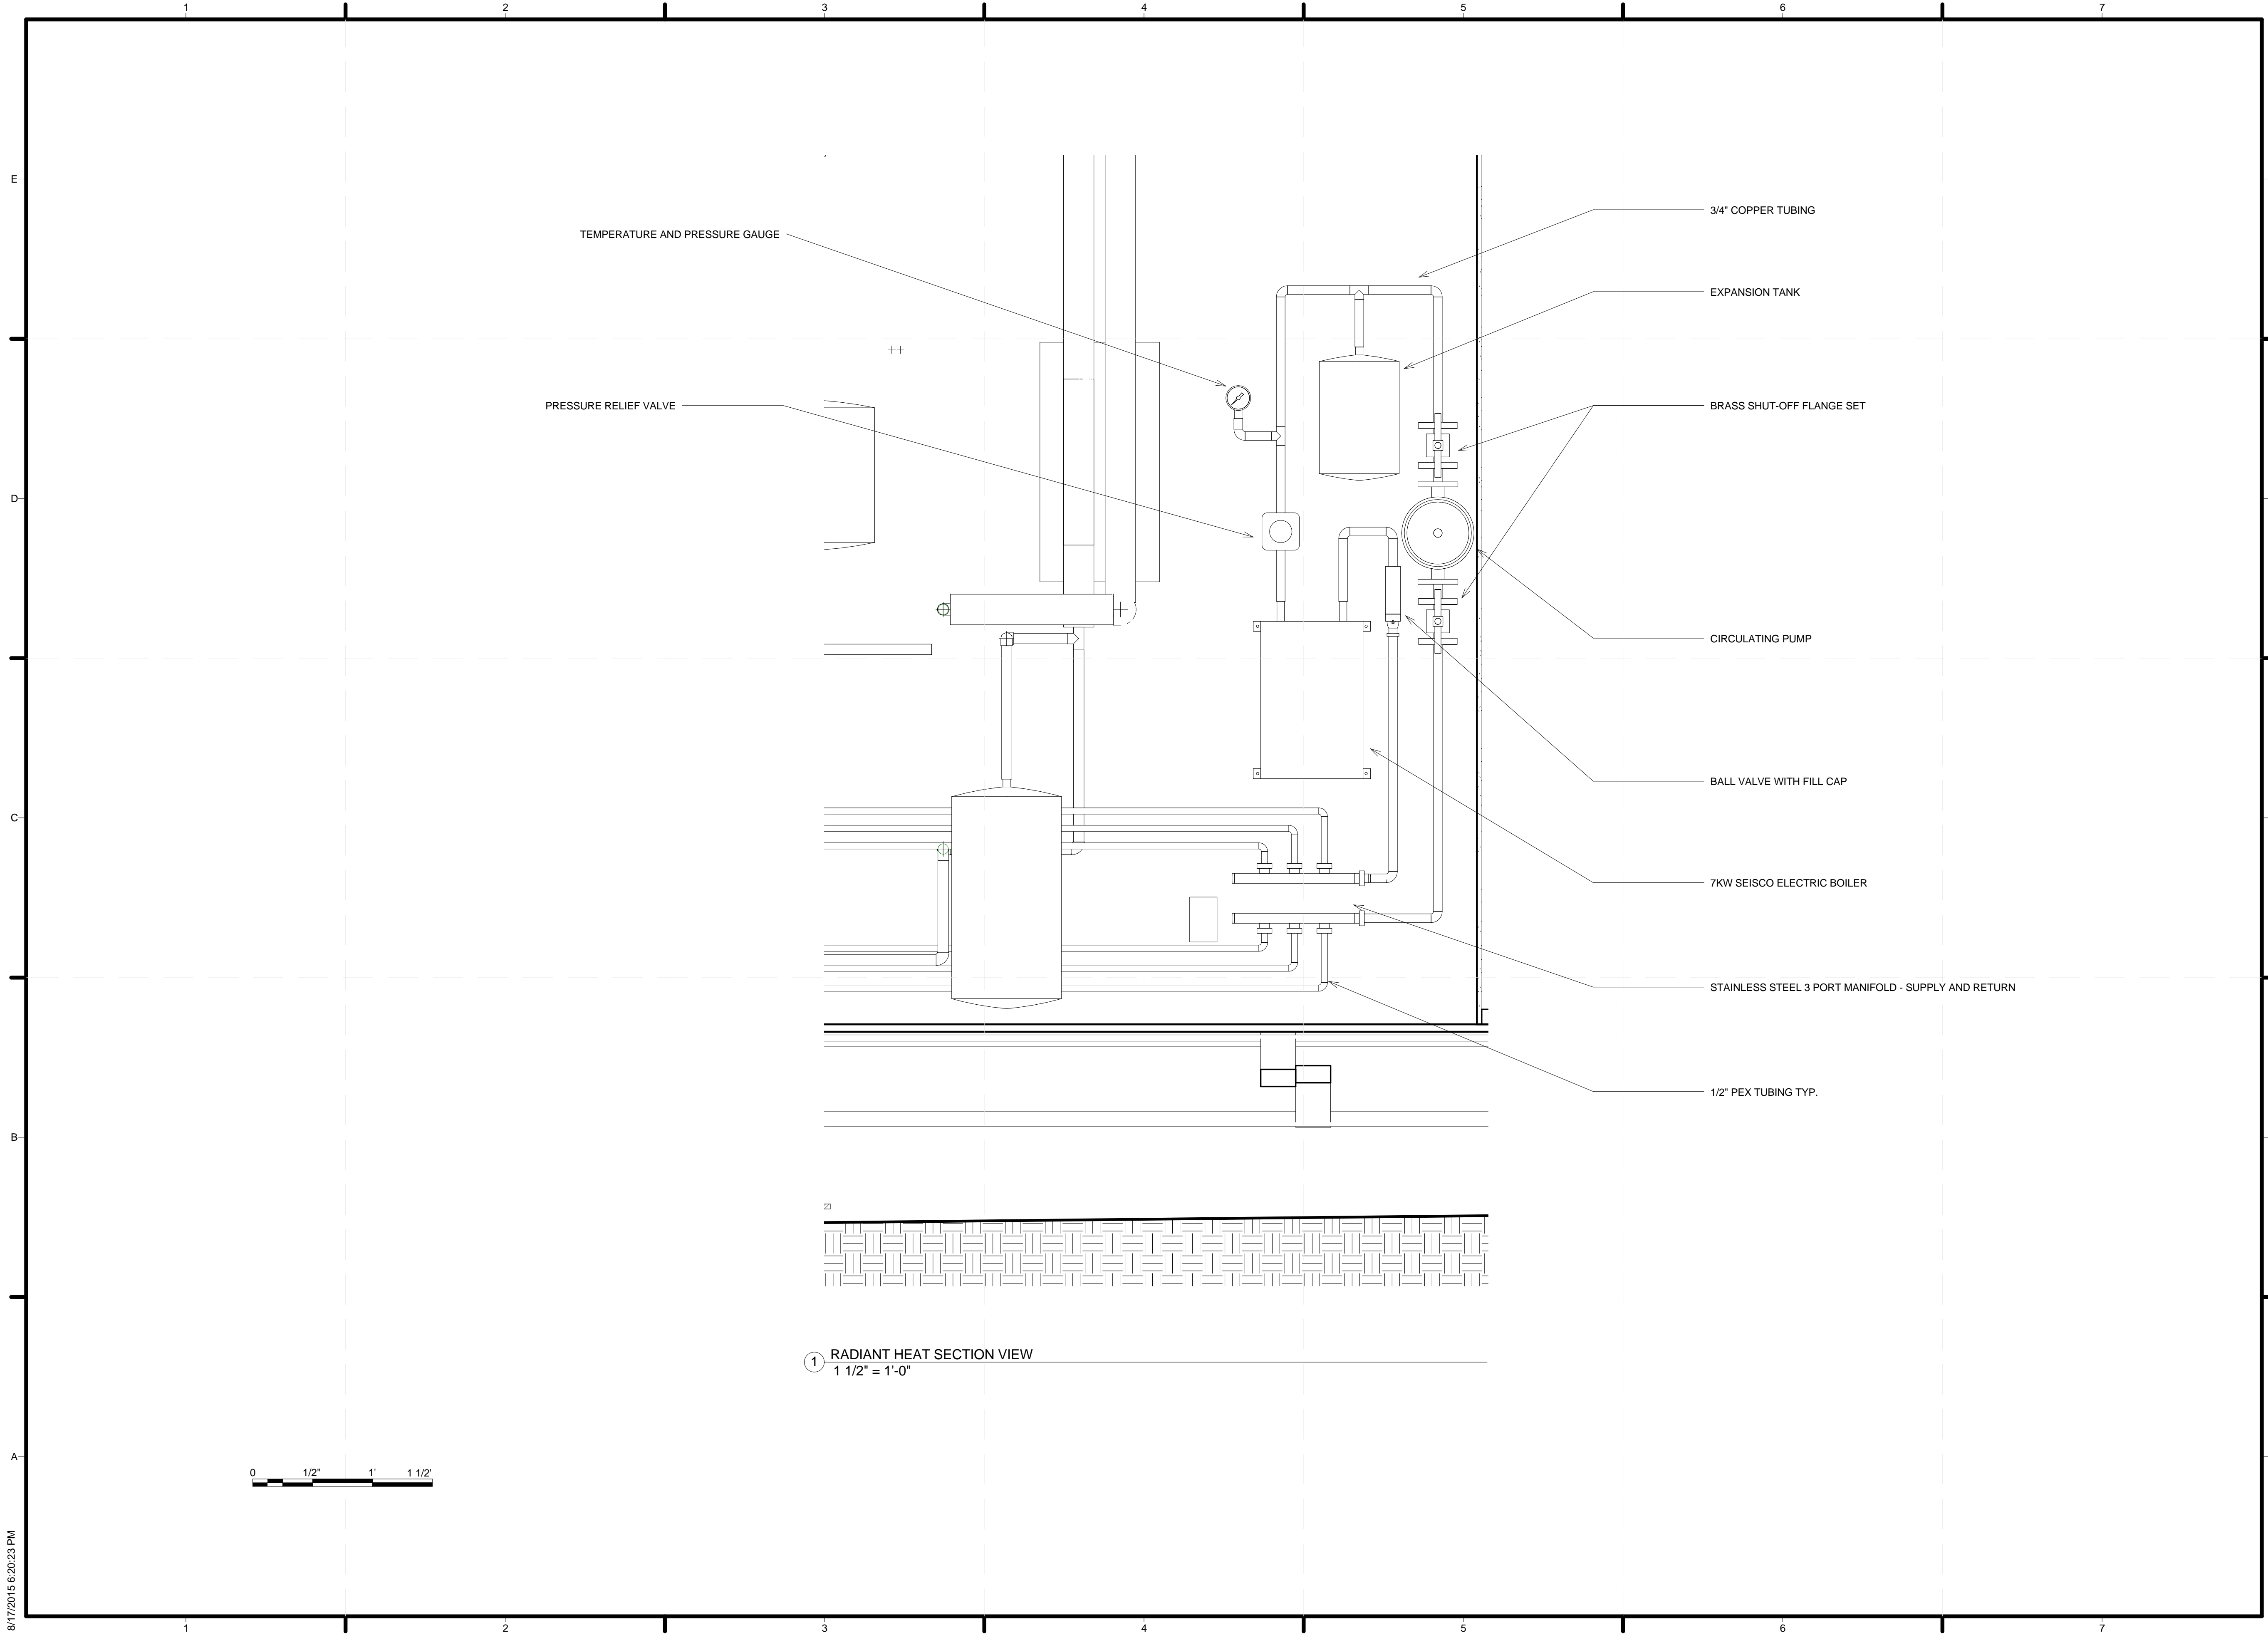 1 2 3 4 5 6 7
E
3/4" COPPER TUBING
TEMPERATURE AND PRESSURE GAUGE
EXPANSION TANK
PRESSURE RELIEF VALVE
BRASS SHUT-OFF FLANGE SET
D
CIRCULATING PUMP
BALL VALVE WITH FILL CAP
C
7KW SEISCO ELECTRIC BOILER
STAINLESS STEEL 3 PORT MANIFOLD - SUPPLY AND RETURN
1/2" PEX TUBING TYP.
B
1 RADIANT HEAT SECTION VIEW
1 1/2" = 1'-0"
A
0 1/2" 1' 1 1/2'
8/17/2015 6:20:23 PM
1 2 3 4 5 6 7